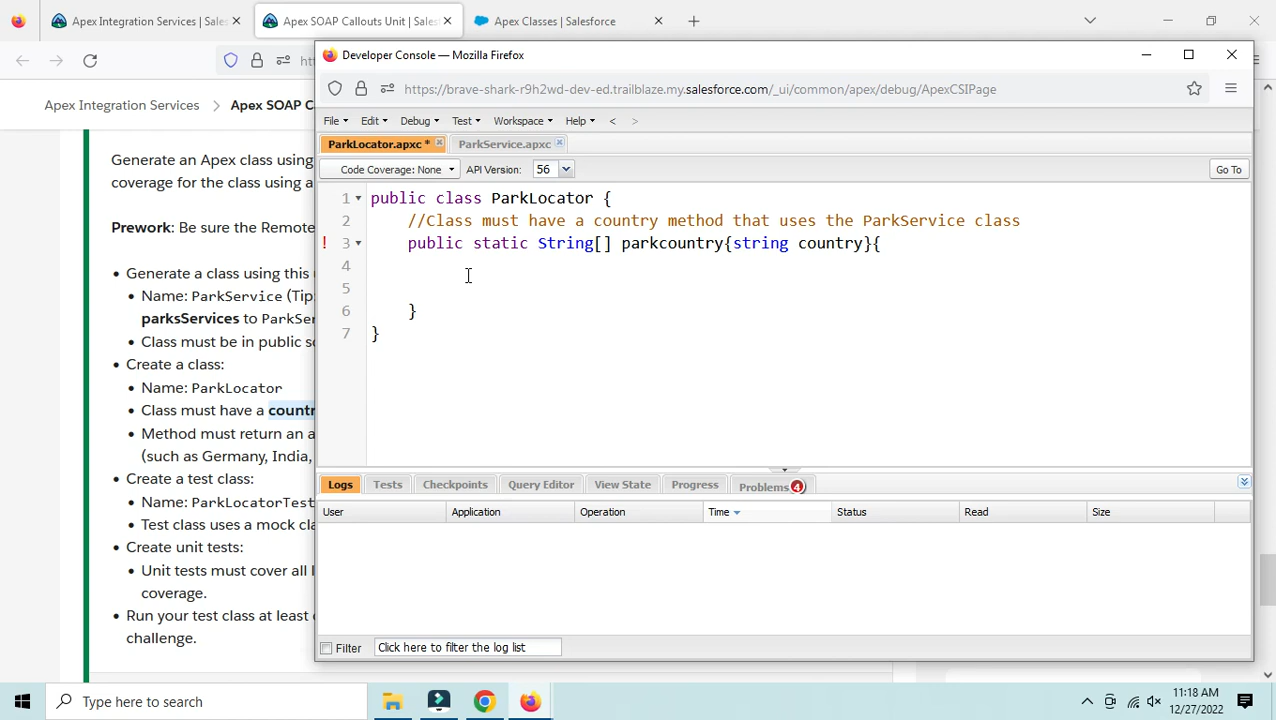 Apex Integration Services | Sales
Apex SOAP Callouts Unit | Sales
Apex Classes | Salesforce
Developer Console — Mozilla Firefox
https://brave-shark-r9h2wd-dev-ed.trailblaze.my.salesforce.com/_ui/common/apex/debug/ApexCSIPage
Apex Integration Services > Apex SOAP C
File Edit Debug Test Workspace Help < >
ParkLocator.apxc * ParkService.apxc
Code Coverage: None API Version: 56 Go To
1 public class ParkLocator {
2 //Class must have a country method that uses the ParkService class
! 3 public static String[] parkcountry{string country}{
4
5
6 }
7 }
Generate an Apex class using
coverage for the class using a
Prework: Be sure the Remote
Generate a class using this
Name: ParkService (Tip:
parksServices to ParkSer
Class must be in public s
Create a class:
Name: ParkLocator
Class must have a countr
Method must return an a
(such as Germany, India,
Create a test class:
Name: ParkLocatorTest
Test class uses a mock cla
Create unit tests:
Unit tests must cover all l
coverage.
Run your test class at least
challenge.
Logs Tests Checkpoints Query Editor View State Progress Problems 4
User Application Operation Time Status Read Size
Filter Click here to filter the log list
Type here to search
11:18 AM
12/27/2022